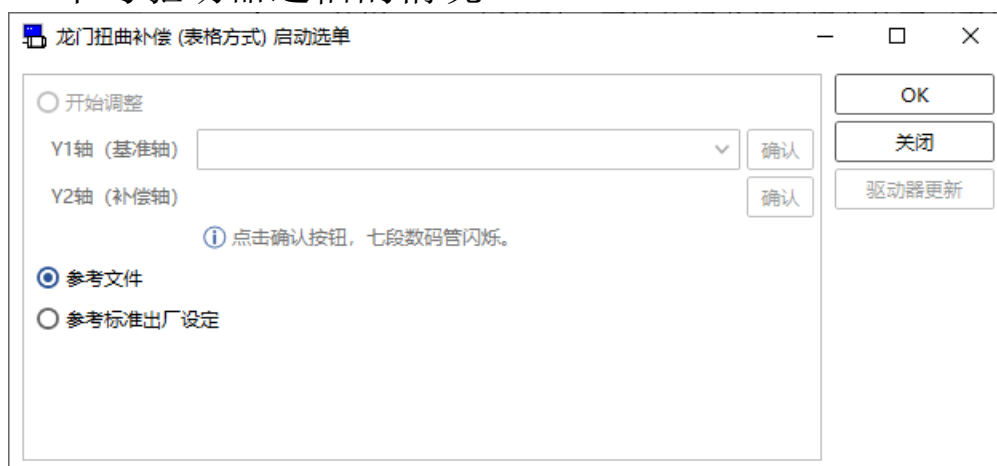 龙门扭曲补偿 (表格方式) 启动选单
开始调整
OK
Y1轴 (基准轴)
确认
关闭
Y2轴 (补偿轴)
确认
驱动器更新
点击确认按钮，七段数码管闪烁。
参考文件
参考标准出厂设定